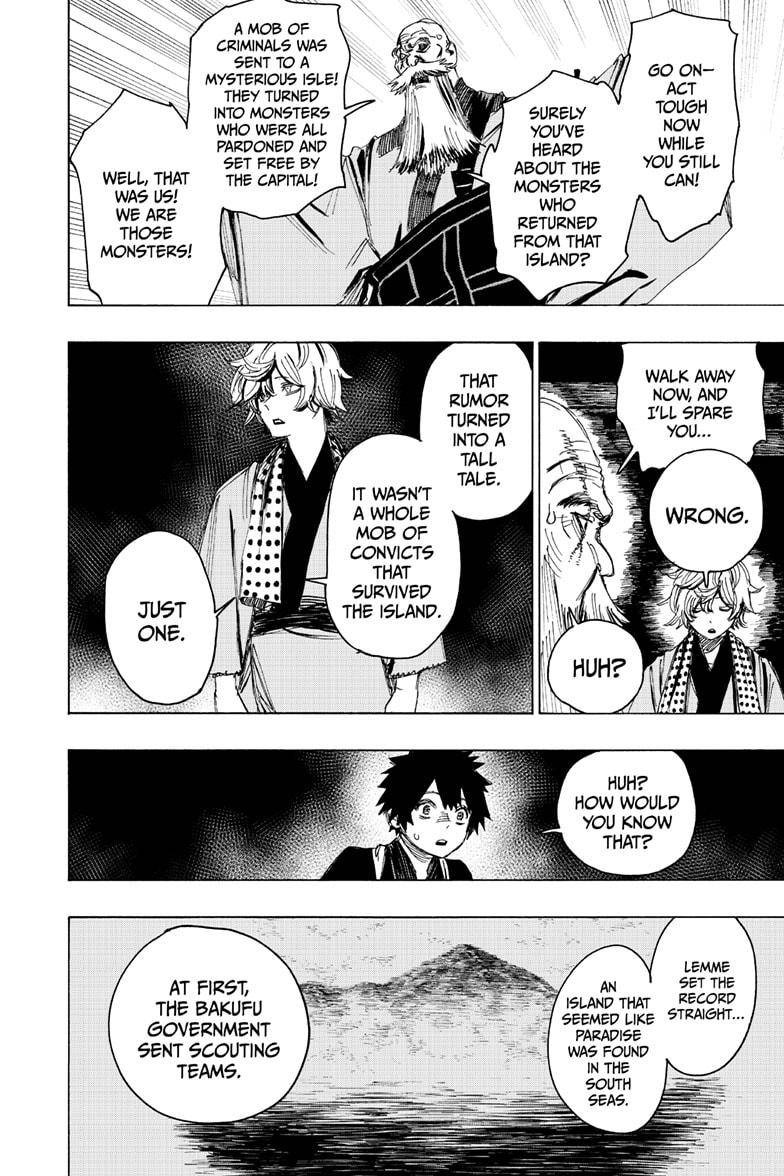 GO ON—
ACT
TOUGH
NOW
WHILE
YOU STILL
CAN!
SURELY
YOU'VE
HEARD
ABOUT THE
MONSTERS
WHO
RETURNED
FROM THAT
ISLAND?
A MOB OF
CRIMINALS WAS
SENT TO A
MYSTERIOUS ISLE!
THEY TURNED
INTO MONSTERS
WHO WERE ALL
PARDONED AND
SET FREE BY
THE CAPITAL!
WELL, THAT
WAS US!
WE ARE
THOSE
MONSTERS!
WALK AWAY
NOW, AND
I'LL SPARE
YOU...
WRONG.
HUH?
THAT
RUMOR
TURNED
INTO A
TALL
TALE.
IT WASN'T
A WHOLE
MOB OF
CONVICTS
THAT
SURVIVED
THE ISLAND.
JUST
ONE.
HUH?
HOW WOULD
YOU KNOW
THAT?
LEMME
SET THE
RECORD
STRAIGHT...
AN
ISLAND THAT
SEEMED LIKE
PARADISE
WAS FOUND
IN THE
SOUTH
SEAS.
AT FIRST,
THE BAKUFU
GOVERNMENT
SENT SCOUTING
TEAMS.